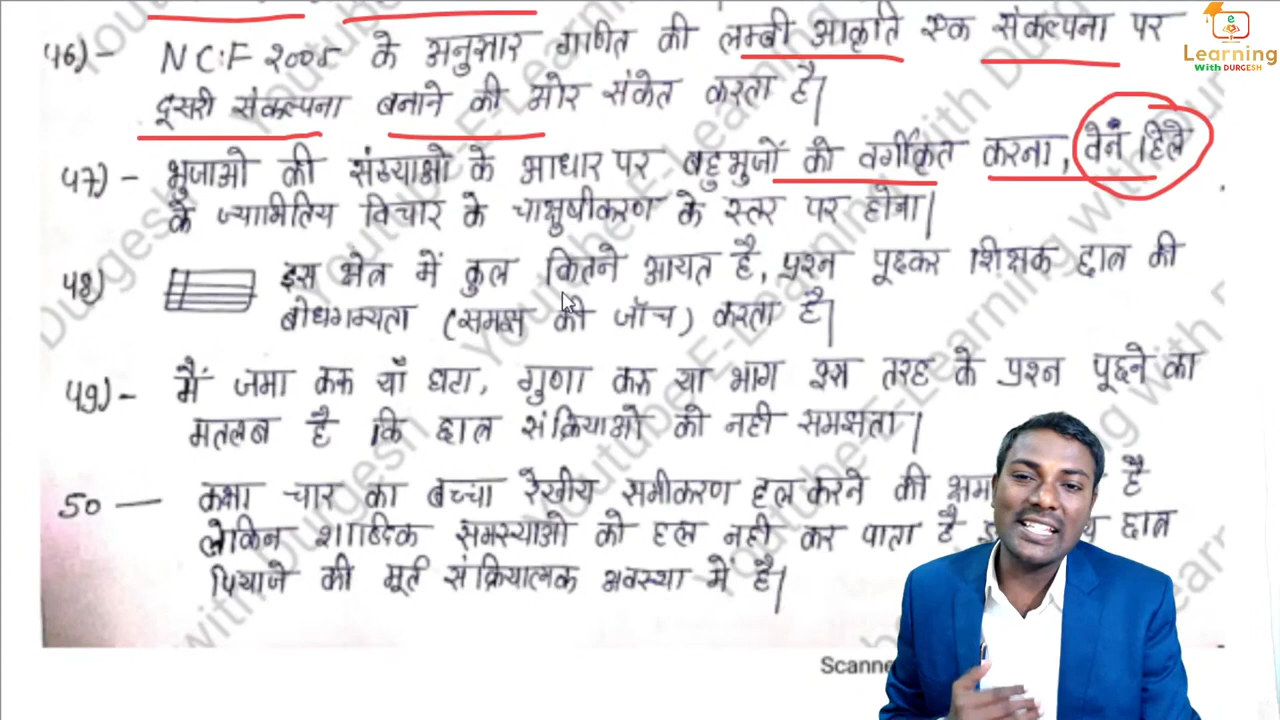 46)- NCF 2005 के अनुसार गणित की लम्बी आकृति एक संकल्पना पर
दूसरी संकल्पना बनाने की ओर संकेत करता है।
47)- भुजाओ की संख्याओ के आधार पर बहुभुजों को वर्गीकृत करना, वेन हिले
के ज्यामितिय विचार के चाक्षुषीकरण के स्तर पर होना।
48) इस क्षेत्र में कुल कितने आयत है, प्रश्न पूछकर शिक्षक छात्र की
बोधगम्यता (समझ की जाँच) करता है।
49)- मैं जमा करू याँ घटा, गुणा करू या भाग इस तरह के प्रश्न पूछने का
मतलब है कि छात्र संक्रियाओ को नही समझता।
50 — कक्षा चार का बच्चा रेखीय समीकरण हल करने की है
लेकिन शाब्दिक समस्याओ को हल नही कर पाता है छात्र
पियाजे की मूर्त संक्रियात्मक अवस्था मे है।
Scanne
e
Learning
With DURGESH